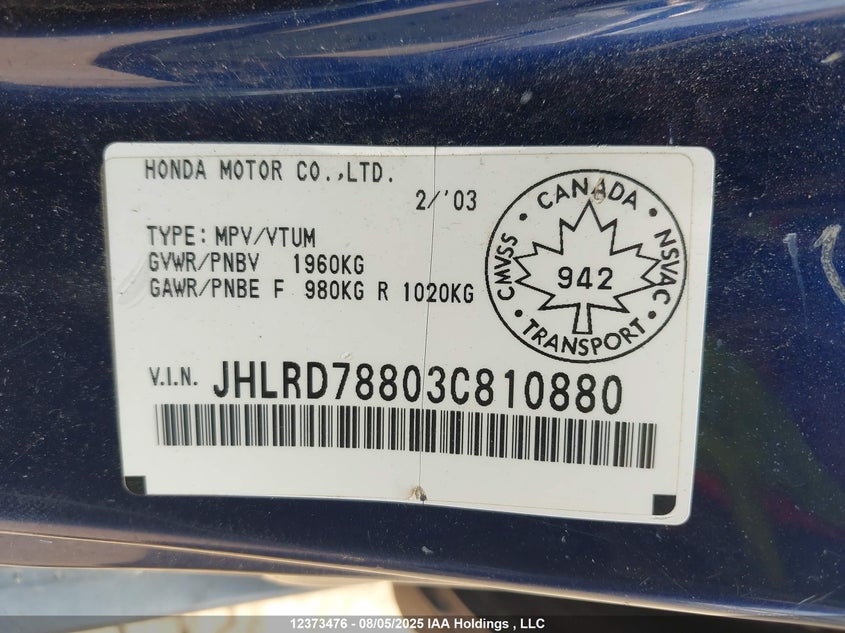 HONDA MOTOR CO.,LTD.
2/'03
TYPE: MPV/VTUM
GVWR/PNBV 1960KG
GAWR/PNBE F 980KG R 1020KG
CANADA
CMVSS
NSVAC
942
TRANSPORT
V.I.N. JHLRD78803C810880
12373476 - 08/05/2025 IAA Holdings , LLC